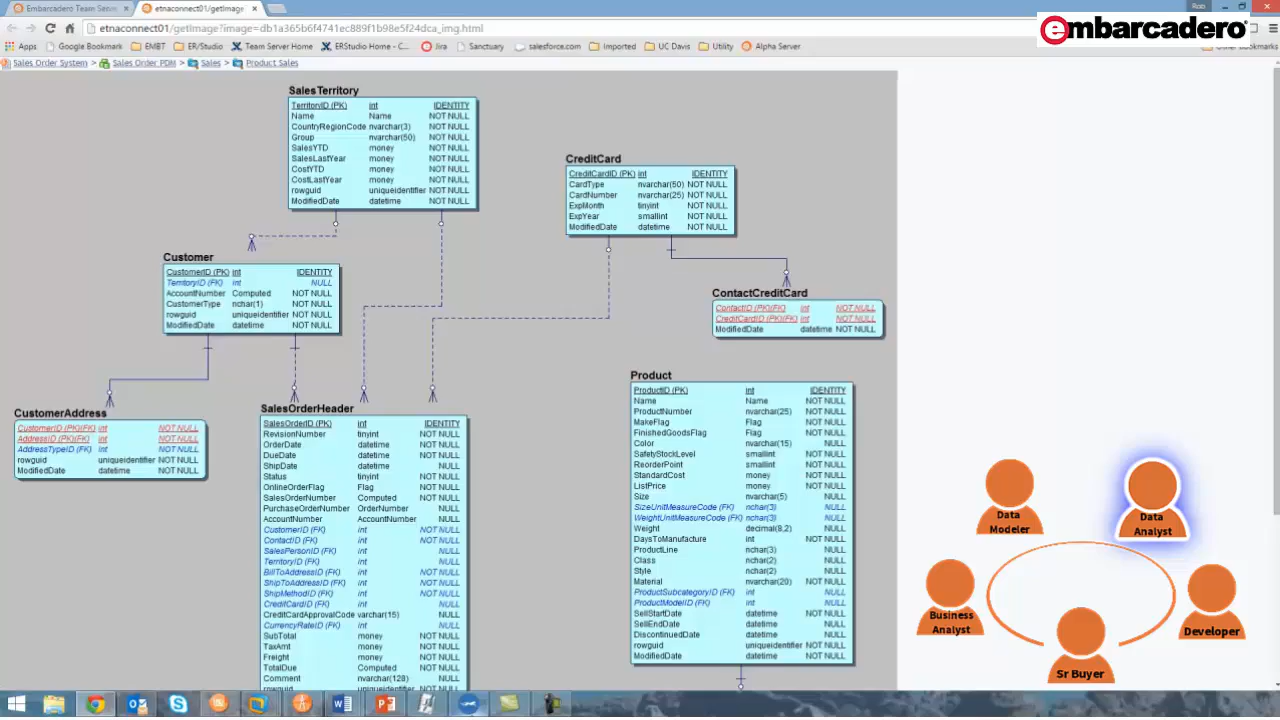 Embarcadero Team Serve
etnaconnect01/getImage?i
Rob
etnaconnect01/getImage?image=db1a365b6f4741ec889f1b98e5f24dca_img.html
embarcadero
Apps Google Bookmark EMBT ER/Studio Team Server Home ERStudio Home - C... Jira Sanctuary salesforce.com Imported UC Davis Utility Alpha Server
Sales Order System > Sales Order PDM > Sales > Product Sales
SalesTerritory
TerritoryID (PK) int IDENTITY
Name Name NOT NULL
CountryRegionCode nvarchar(3) NOT NULL
Group nvarchar(50) NOT NULL
SalesYTD money NOT NULL
SalesLastYear money NOT NULL
CostYTD money NOT NULL
CostLastYear money NOT NULL
rowguid uniqueidentifier NOT NULL
ModifiedDate datetime NOT NULL
CreditCard
CreditCardID (PK) int IDENTITY
CardType nvarchar(50) NOT NULL
CardNumber nvarchar(25) NOT NULL
ExpMonth tinyint NOT NULL
ExpYear smallint NOT NULL
ModifiedDate datetime NOT NULL
Customer
CustomerID (PK) int IDENTITY
TerritoryID (FK) int NULL
AccountNumber Computed NOT NULL
CustomerType nchar(1) NOT NULL
rowguid uniqueidentifier NOT NULL
ModifiedDate datetime NOT NULL
ContactCreditCard
ContactID (PK)(FK) int NOT NULL
CreditCardID (PK)(FK) int NOT NULL
ModifiedDate datetime NOT NULL
CustomerAddress
CustomerID (PK)(FK) int NOT NULL
AddressID (PK)(FK) int NOT NULL
AddressTypeID (FK) int NOT NULL
rowguid uniqueidentifier NOT NULL
ModifiedDate datetime NOT NULL
SalesOrderHeader
SalesOrderID (PK) int IDENTITY
RevisionNumber tinyint NOT NULL
OrderDate datetime NOT NULL
DueDate datetime NOT NULL
ShipDate datetime NULL
Status tinyint NOT NULL
OnlineOrderFlag Flag NOT NULL
SalesOrderNumber Computed NOT NULL
PurchaseOrderNumber OrderNumber NULL
AccountNumber AccountNumber NULL
CustomerID (FK) int NOT NULL
ContactID (FK) int NOT NULL
SalesPersonID (FK) int NULL
TerritoryID (FK) int NULL
BillToAddressID (FK) int NOT NULL
ShipToAddressID (FK) int NOT NULL
ShipMethodID (FK) int NOT NULL
CreditCardID (FK) int NULL
CreditCardApprovalCode varchar(15) NULL
CurrencyRateID (FK) int NULL
SubTotal money NOT NULL
TaxAmt money NOT NULL
Freight money NOT NULL
TotalDue Computed NOT NULL
Comment nvarchar(128) NULL
rowguid uniqueidentifier NOT NULL
Product
ProductID (PK) int IDENTITY
Name Name NOT NULL
ProductNumber nvarchar(25) NOT NULL
MakeFlag Flag NOT NULL
FinishedGoodsFlag Flag NOT NULL
Color nvarchar(15) NULL
SafetyStockLevel smallint NOT NULL
ReorderPoint smallint NOT NULL
StandardCost money NOT NULL
ListPrice money NOT NULL
Size nvarchar(5) NULL
SizeUnitMeasureCode (FK) nchar(3) NULL
WeightUnitMeasureCode (FK) nchar(3) NULL
Weight decimal(8,2) NULL
DaysToManufacture int NOT NULL
ProductLine nchar(2) NULL
Class nchar(2) NULL
Style nchar(2) NULL
Material nvarchar(20) NOT NULL
ProductSubcategoryID (FK) int NULL
ProductModelID (FK) int NULL
SellStartDate datetime NOT NULL
SellEndDate datetime NULL
DiscontinuedDate datetime NULL
rowguid uniqueidentifier NOT NULL
ModifiedDate datetime NOT NULL
Data
Modeler
Data
Analyst
Business
Analyst
Developer
Sr Buyer